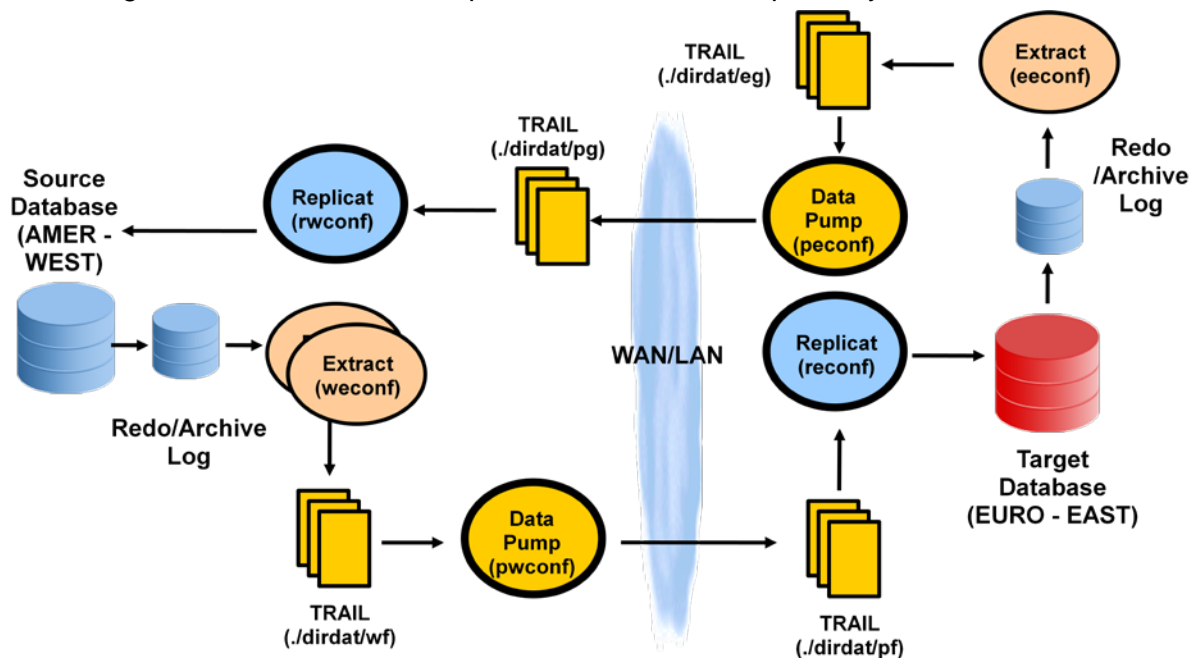 TRAIL
(./dirdat/eg)
Extract
(eeconf)
TRAIL
(./dirdat/pg)
Redo
/Archive
Log
Source
Database
(AMER -
WEST)
Replicat
(rwconf)
Data
Pump
(peconf)
Extract
(weconf)
WAN/LAN
Replicat
(reconf)
Redo/Archive
Log
Target
Database
(EURO - EAST)
Data
Pump
(pwconf)
TRAIL
(./dirdat/wf)
TRAIL
(./dirdat/pf)